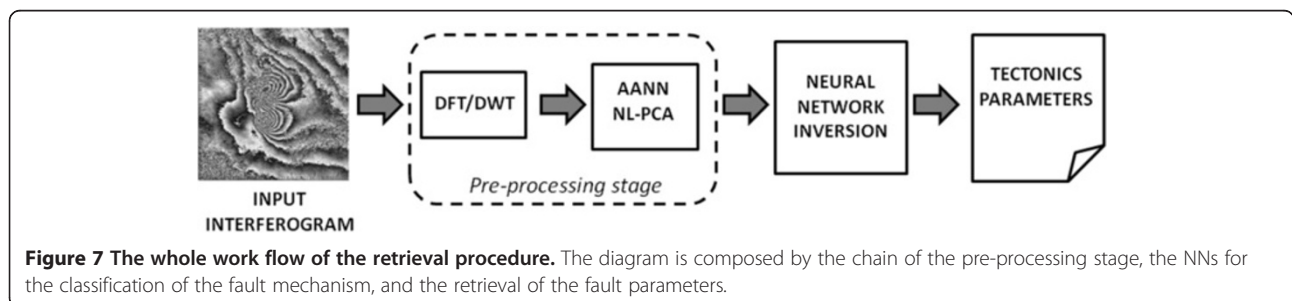 INPUT
INTERFEROGRAM
DFT/DWT
AANN
NL-PCA
Pre-processing stage
NEURAL
NETWORK
INVERSION
TECTONICS
PARAMETERS
Figure 7 The whole work flow of the retrieval procedure. The diagram is composed by the chain of the pre-processing stage, the NNs for
the classification of the fault mechanism, and the retrieval of the fault parameters.